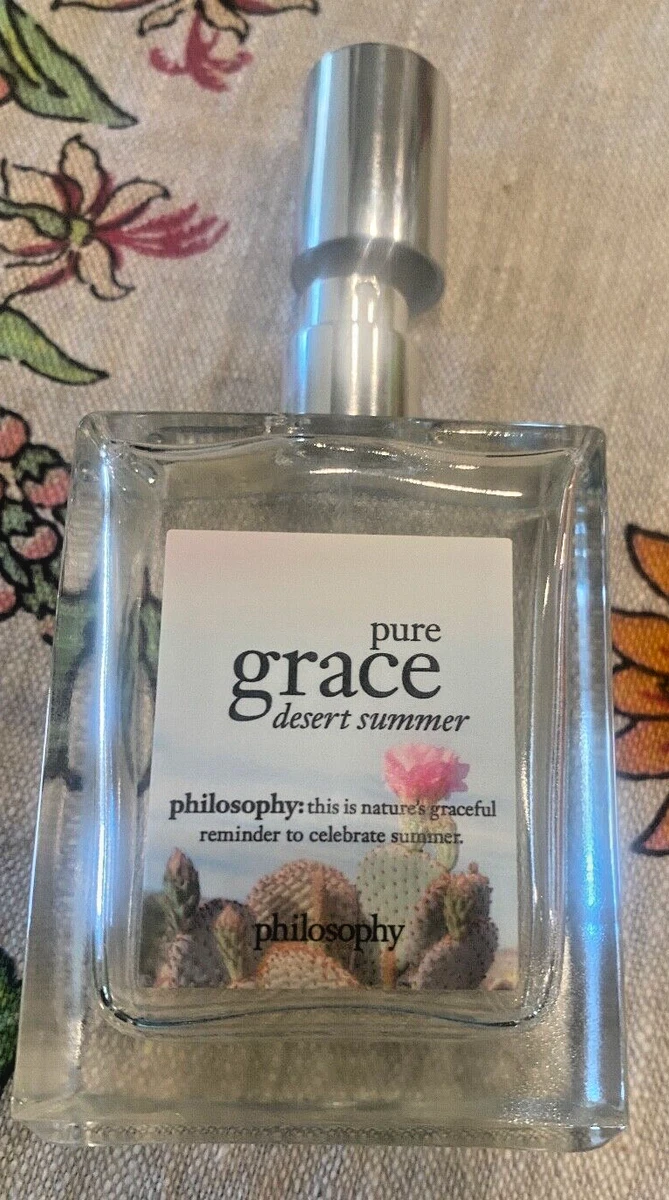 pure
grace
desert summer
philosophy: this is nature's graceful
reminder to celebrate summer.
philosophy